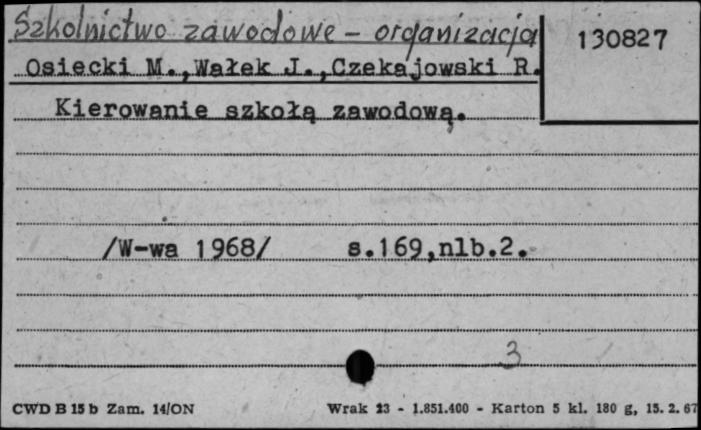 Szkolnictwo zawodowe - organizacja
130827
Osiecki M., Wałek J., Czekajowski R.
Kierowanie szkołą zawodową.
/W-wa 1968/ s.169,nlb.2.
3
CWD B 15 b Zam. 14/ON Wrak 23 - 1.851.400 - Karton 5 kl. 180 g, 15. 2. 67